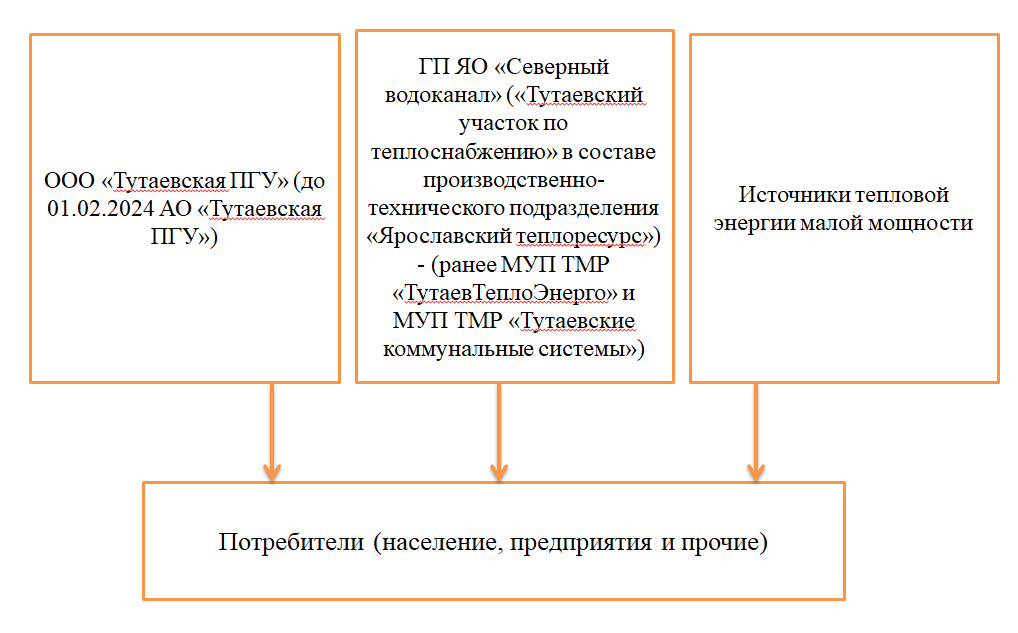 ООО «Тутаевская ПГУ» (до
01.02.2024 АО «Тутаевская
ПГУ»)
ГП ЯО «Северный
водоканал» («Тутаевский
участок по
теплоснабжению» в составе
производственно-
технического подразделения
«Ярославский теплоресурс»)
- (ранее МУП ТМР
«ТутаевТеплоЭнерго» и
МУП ТМР «Тутаевские
коммунальные системы»)
Источники тепловой
энергии малой мощности
Потребители (население, предприятия и прочие)